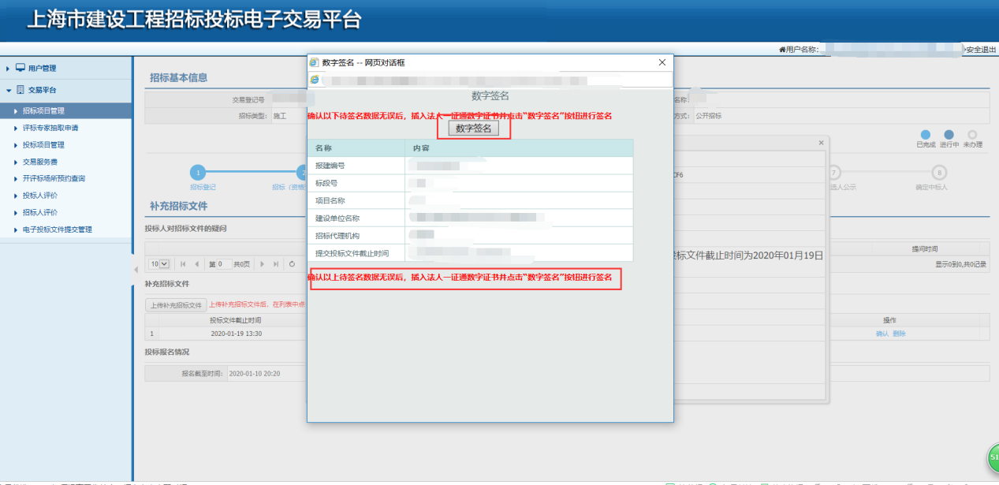 上海市建设工程招标投标电子交易平台
用户名称:
安全退出
用户管理
交易平台
招标项目管理
评标专家抽取申请
投标项目管理
交易服务费
开评标场所预约查询
投标人评价
招标人评价
电子投标文件提交管理
招标基本信息
交易登记号
名称:
招标类型: 施工
方式: 公开招标
已完成 进行中 未办理
1
2
7
8
招标登记
招标（资格
选人公示
确定中标人
补充招标文件
投标人对招标文件的疑问
提问时间
10
第 0 共0页
显示0到0,共0记录
补充招标文件
上传补充招标文件
上传补充招标文件后，在列表中点
投标文件截止时间
操作
1
2020-01-19 13:30
确认 删除
投标报名情况
报名截至时间: 2020-01-10 20:20
CF6
标文件截止时间为2020年01月19日
数字签名 -- 网页对话框
数字签名
确认以下待签名数据无误后，插入法人一证通数字证书并点击“数字签名”按钮进行签名
数字签名
名称
内容
报建编号
标段号
项目名称
建设单位名称
招标代理机构
提交投标文件截止时间
确认以上待签名数据无误后，插入法人一证通数字证书并点击“数字签名”按钮进行签名
51